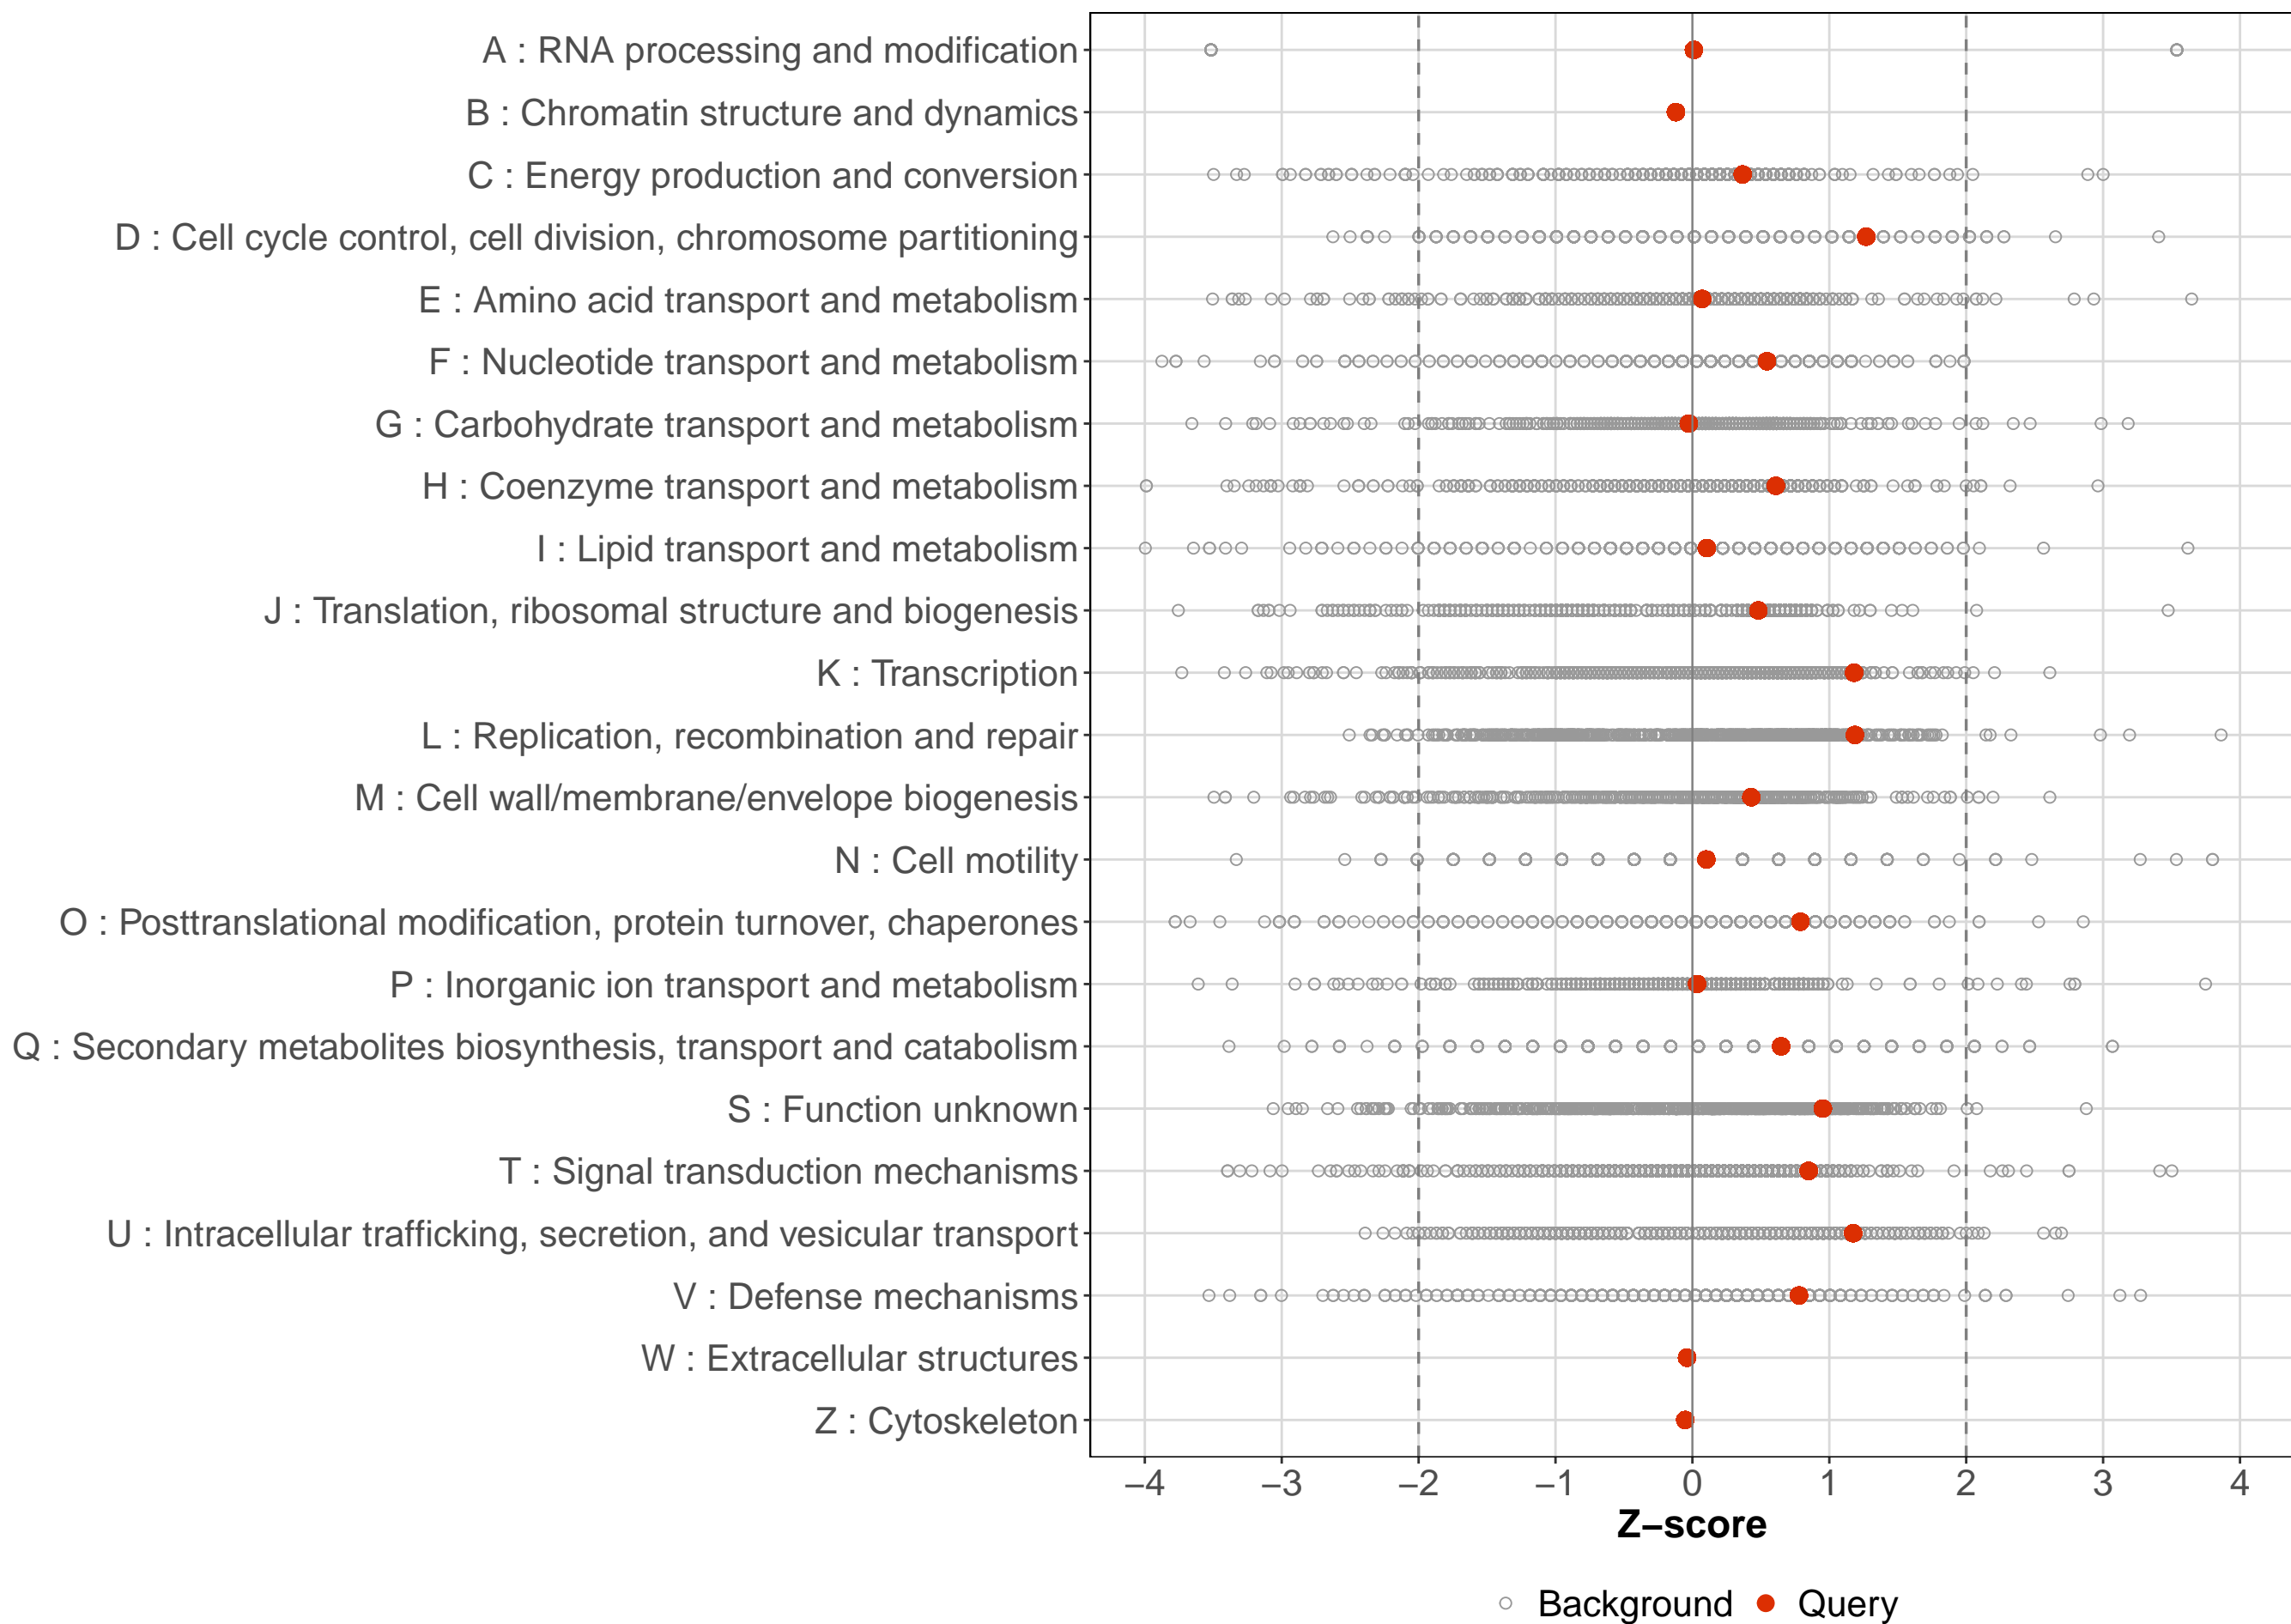 A : RNA processing and modification
B : Chromatin structure and dynamics
C : Energy production and conversion
D : Cell cycle control, cell division, chromosome partitioning
E : Amino acid transport and metabolism
F : Nucleotide transport and metabolism
G : Carbohydrate transport and metabolism
H : Coenzyme transport and metabolism
I : Lipid transport and metabolism
J : Translation, ribosomal structure and biogenesis
K : Transcription
L : Replication, recombination and repair
M : Cell wall/membrane/envelope biogenesis
N : Cell motility
O : Posttranslational modification, protein turnover, chaperones
P : Inorganic ion transport and metabolism
Q : Secondary metabolites biosynthesis, transport and catabolism
S : Function unknown
T : Signal transduction mechanisms
U : Intracellular trafficking, secretion, and vesicular transport
V : Defense mechanisms
W : Extracellular structures
Z : Cytoskeleton
−4 −3 −2 −1 0 1 2 3 4
Z−score
Background Query